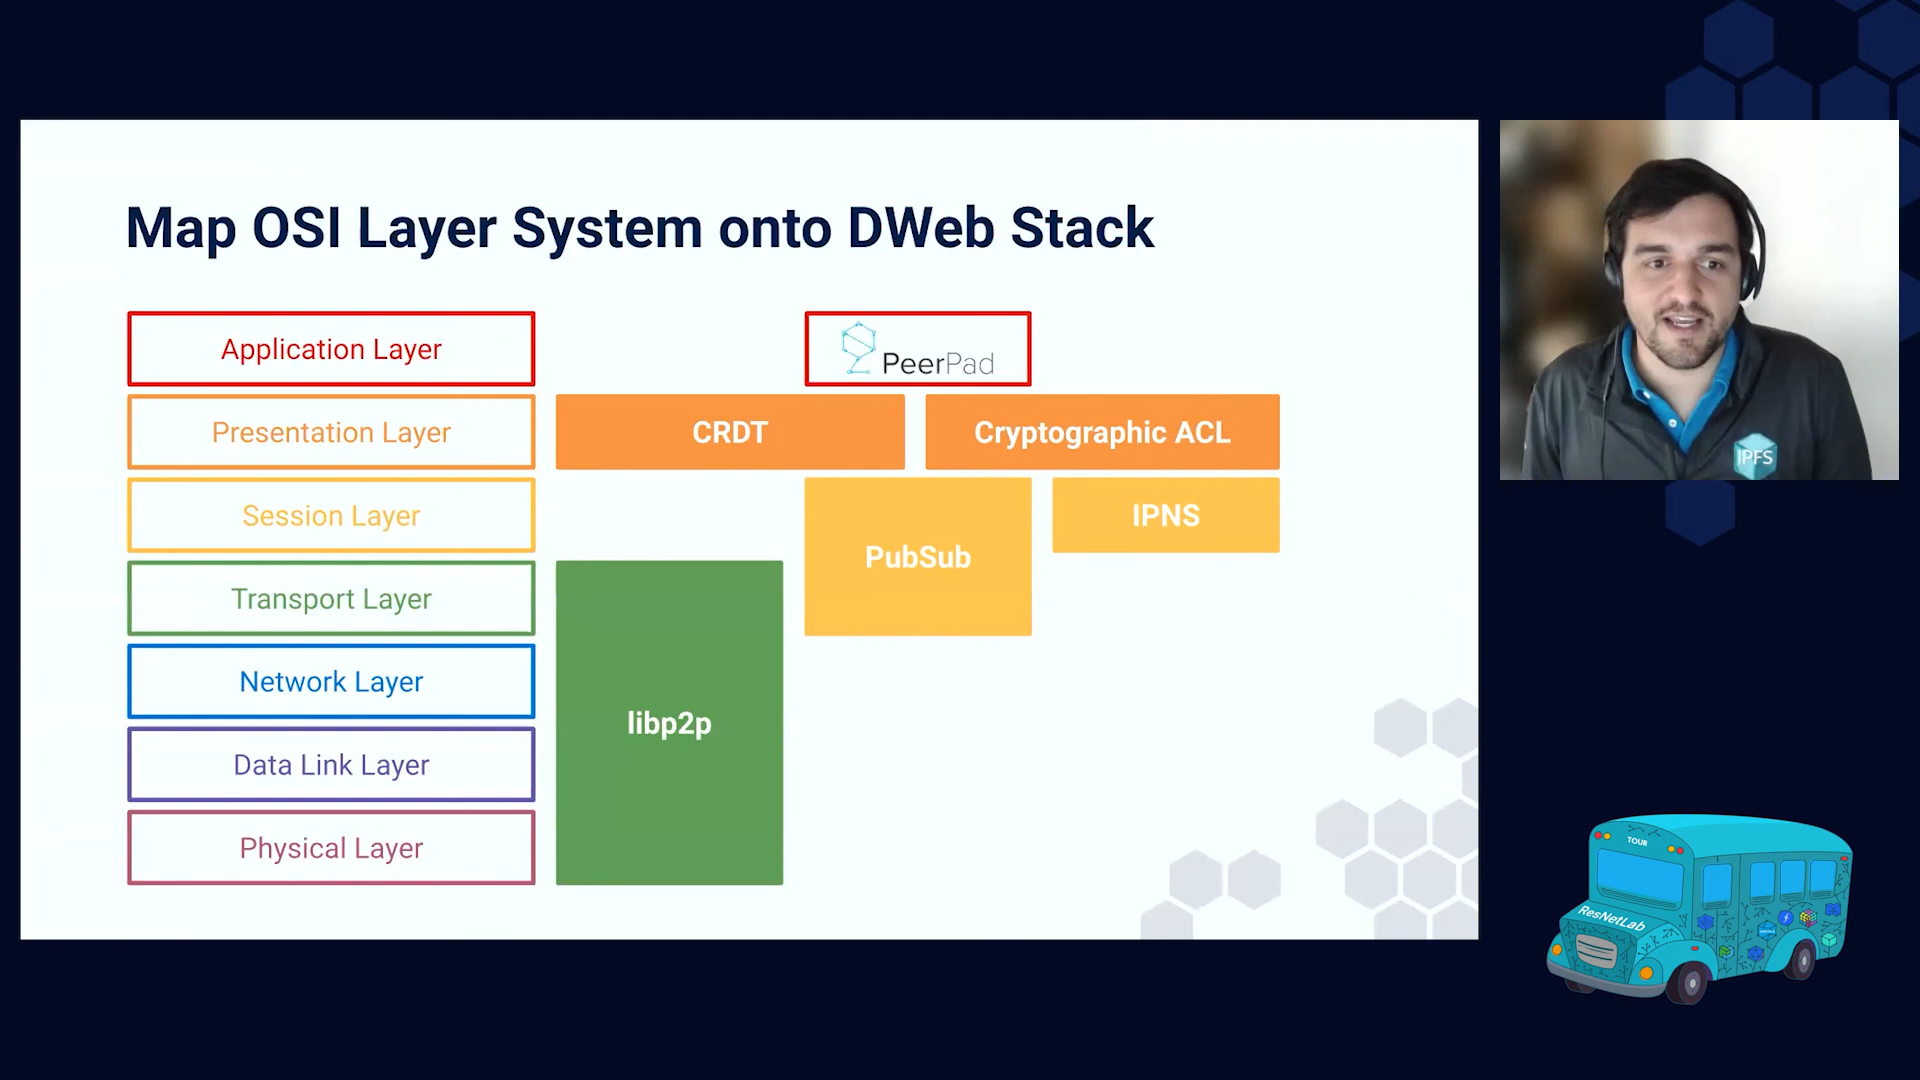 Map OSI Layer System onto DWeb Stack
Application Layer
PeerPad
Presentation Layer
CRDT
Cryptographic ACL
Session Layer
PubSub
IPNS
Transport Layer
Network Layer
libp2p
Data Link Layer
Physical Layer
IPFS
TOUR
ResNetLab